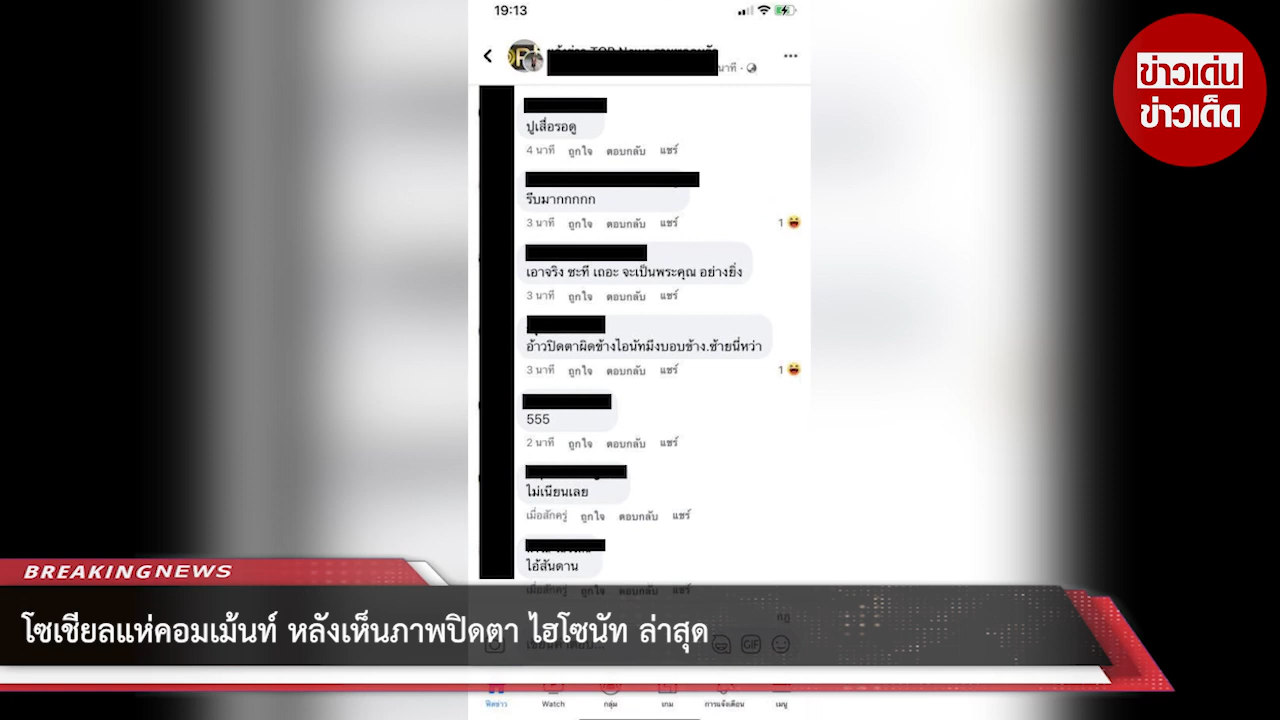 19:13
ข่าวเด่น
ข่าวเด็ด
นาที
ปูเสื่อรอดู
4 นาที ถูกใจ ตอบกลับ แชร์
รีบมากกกกก
3 นาที ถูกใจ ตอบกลับ แชร์ 1
เอาจริง ซะที เถอะ จะเป็นพระคุณ อย่างยิ่ง
3 นาที ถูกใจ ตอบกลับ แชร์
อ้าวปิดตาผิดข้างไอนัทมึงบอบช้าง.ซ้ายนี่หว่า
3 นาที ถูกใจ ตอบกลับ แชร์ 1
555
2 นาที ถูกใจ ตอบกลับ แชร์
ไม่เนียนเลย
เมื่อสักครู่ ถูกใจ ตอบกลับ แชร์
ไอ้สันดาน
เมื่อสักครู่ ถูกใจ ตอบกลับ แชร์
BREAKING NEWS
โซเชียลแห่คอมเม้นท์ หลังเห็นภาพปิดตา ไฮโซนัท ล่าสุด
GIF
ฟีดข่าว Watch กลุ่ม เกม การแจ้งเตือน เมนู